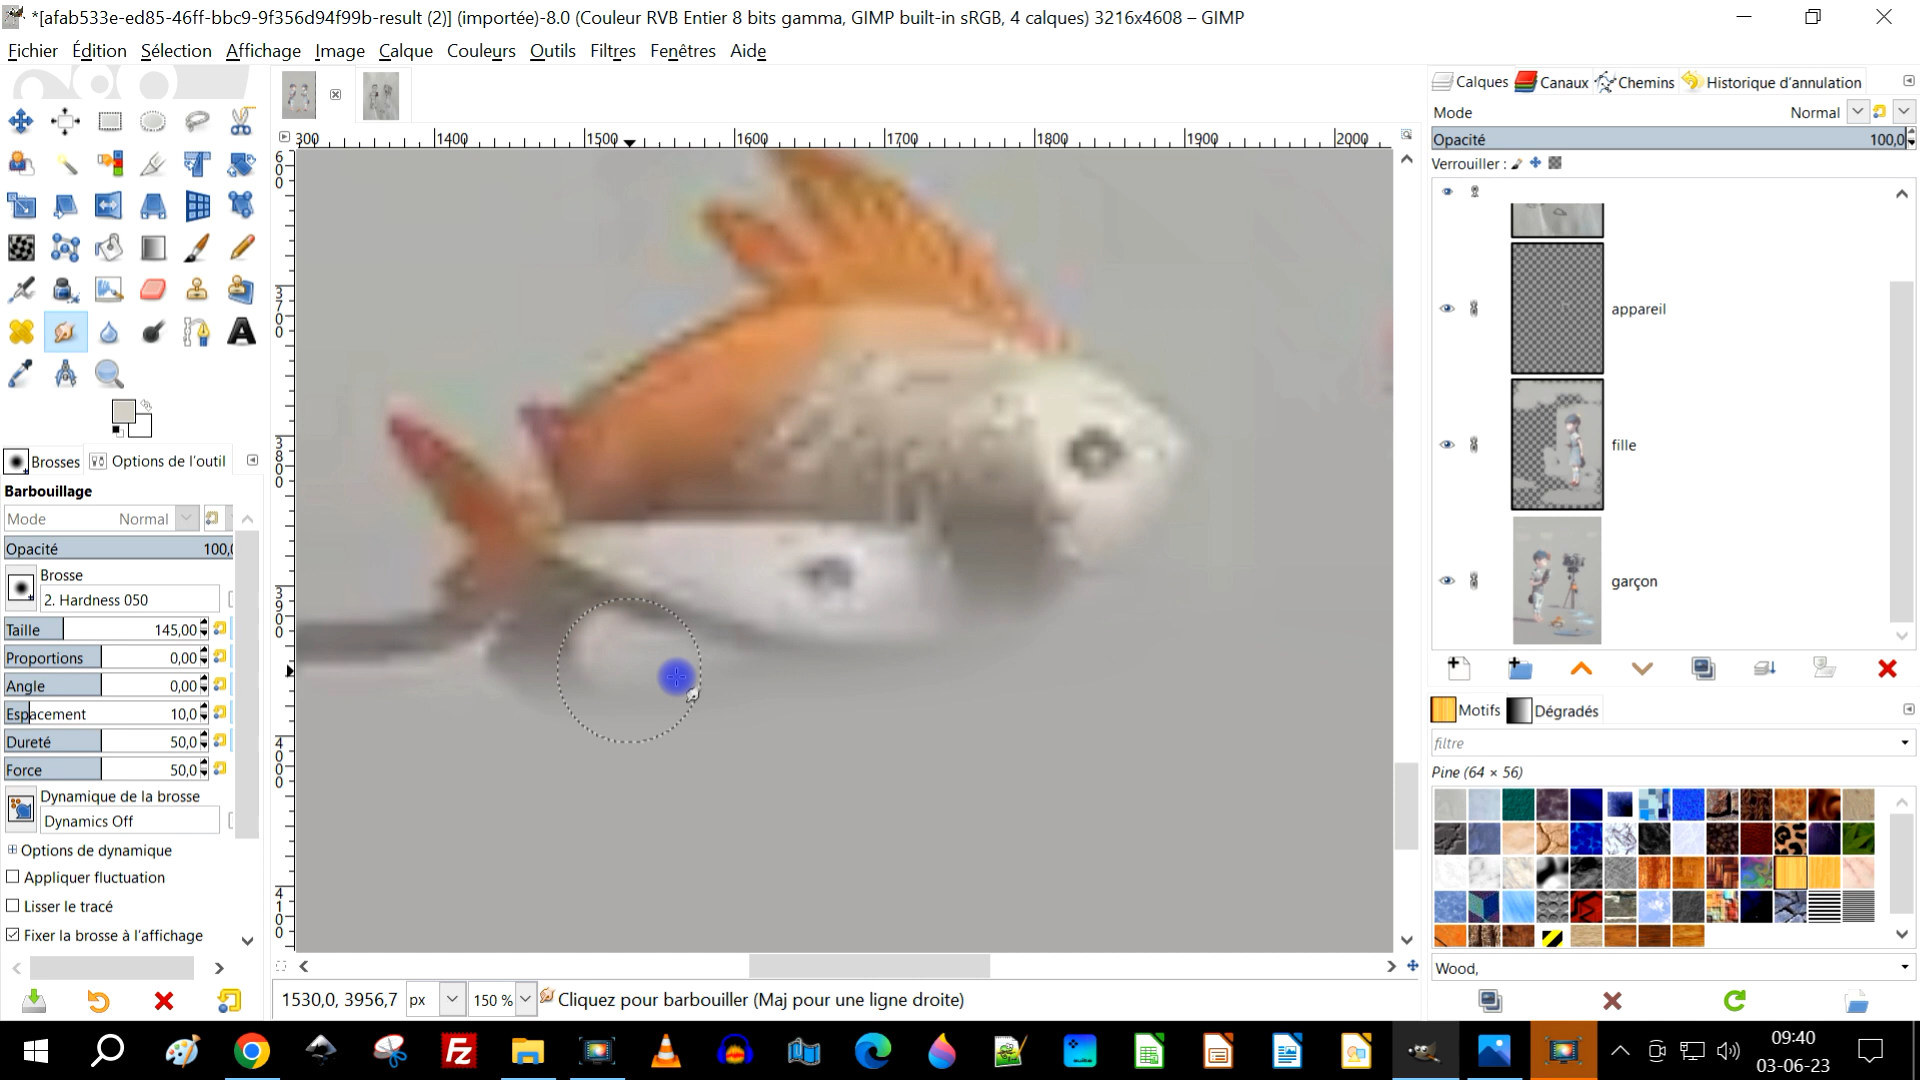 *[afab533e-ed85-46ff-bbc9-9f356d94f99b-result (2)] (importée)-8.0 (Couleur RVB Entier 8 bits gamma, GIMP built-in sRGB, 4 calques) 3216x4608 – GIMP
Fichier Édition Sélection Affichage Image Calque Couleurs Outils Filtres Fenêtres Aide
Calques Canaux Chemins Historique d'annulation
Mode Normal
Opacité 100,0
Verrouiller :
300 1400 1500 1600 1700 1800 1900 2000
600
3700
3800
3900
4000
4100
appareil
fille
garçon
Brosses Options de l'outil
Barbouillage
Mode Normal
Opacité 100,0
Brosse
2. Hardness 050
Taille 145,00
Proportions 0,00
Angle 0,00
Espacement 10,0
Dureté 50,0
Force 50,0
Dynamique de la brosse
Dynamics Off
Options de dynamique
Appliquer fluctuation
Lisser le tracé
Fixer la brosse à l'affichage
Motifs Dégradés
filtre
Pine (64 × 56)
Wood,
1530,0, 3956,7 px 150 % Cliquez pour barbouiller (Maj pour une ligne droite)
09:40
03-06-23